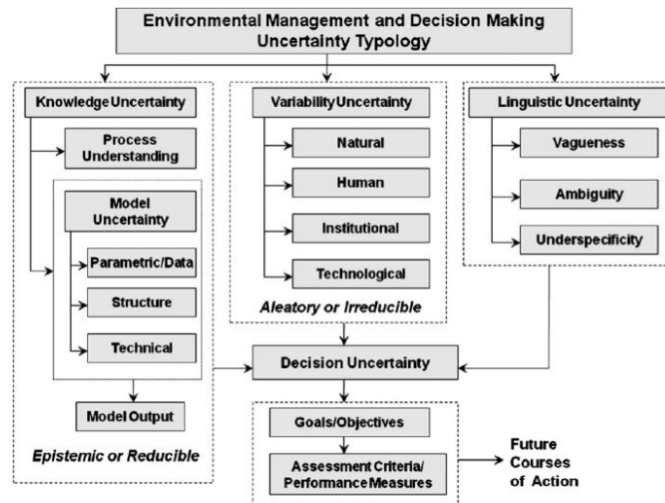 Environmental Management and Decision Making
Uncertainty Typology
Knowledge Uncertainty
Process
Understanding
Model
Uncertainty
Parametric/Data
Structure
Technical
Model Output
Epistemic or Reducible
Variability Uncertainty
Natural
Human
Institutional
Technological
Aleatory or Irreducible
Linguistic Uncertainty
Vagueness
Ambiguity
Underspecificity
Decision Uncertainty
Goals/Objectives
Assessment Criteria/
Performance Measures
Future
Courses
of Action